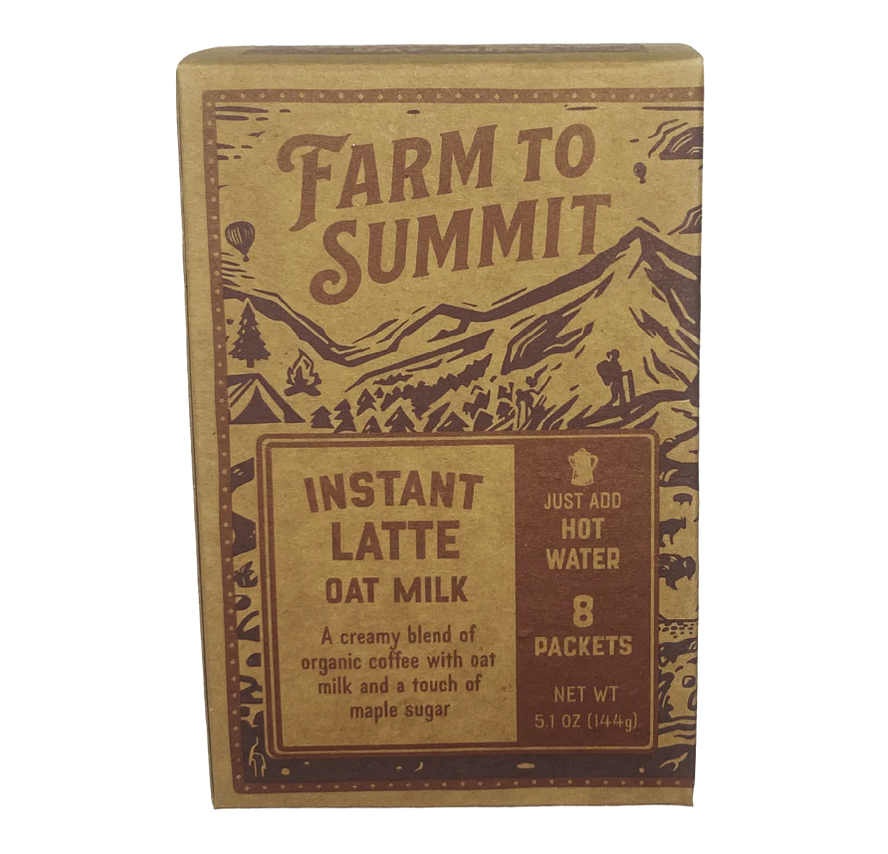 FARM TO
SUMMIT
INSTANT
LATTE
OAT MILK
A creamy blend of
organic coffee with oat
milk and a touch of
maple sugar
JUST ADD
HOT
WATER
8
PACKETS
NET WT
5.1 OZ (144g)